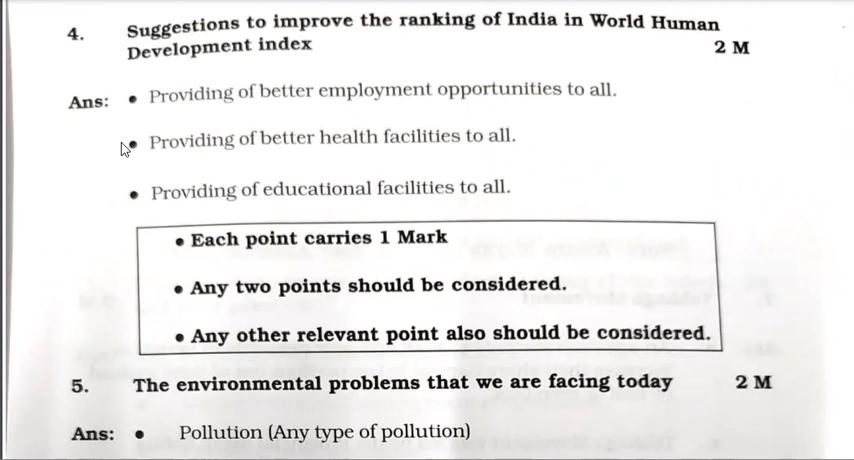 4. Suggestions to improve the ranking of India in World Human
Development index 2 M
Ans: • Providing of better employment opportunities to all.
• Providing of better health facilities to all.
• Providing of educational facilities to all.
• Each point carries 1 Mark
• Any two points should be considered.
• Any other relevant point also should be considered.
5. The environmental problems that we are facing today 2 M
Ans: • Pollution (Any type of pollution)